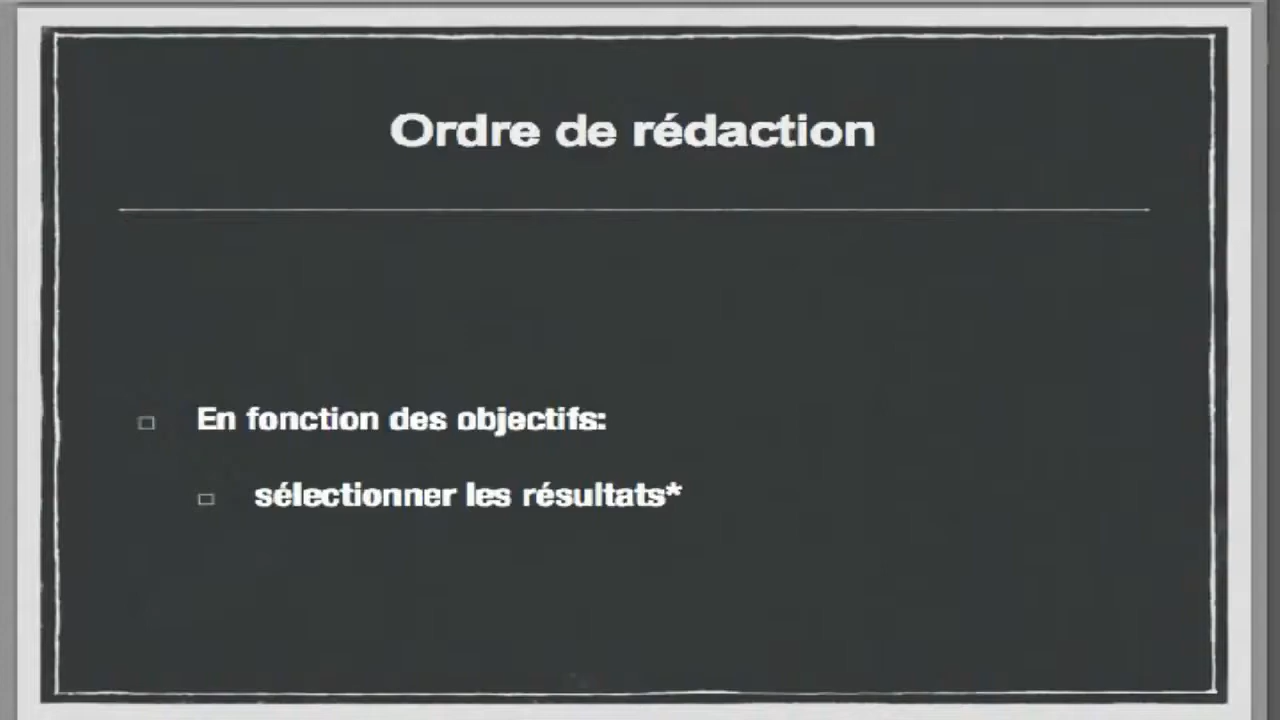 Ordre de rédaction
En fonction des objectifs:
sélectionner les résultats*